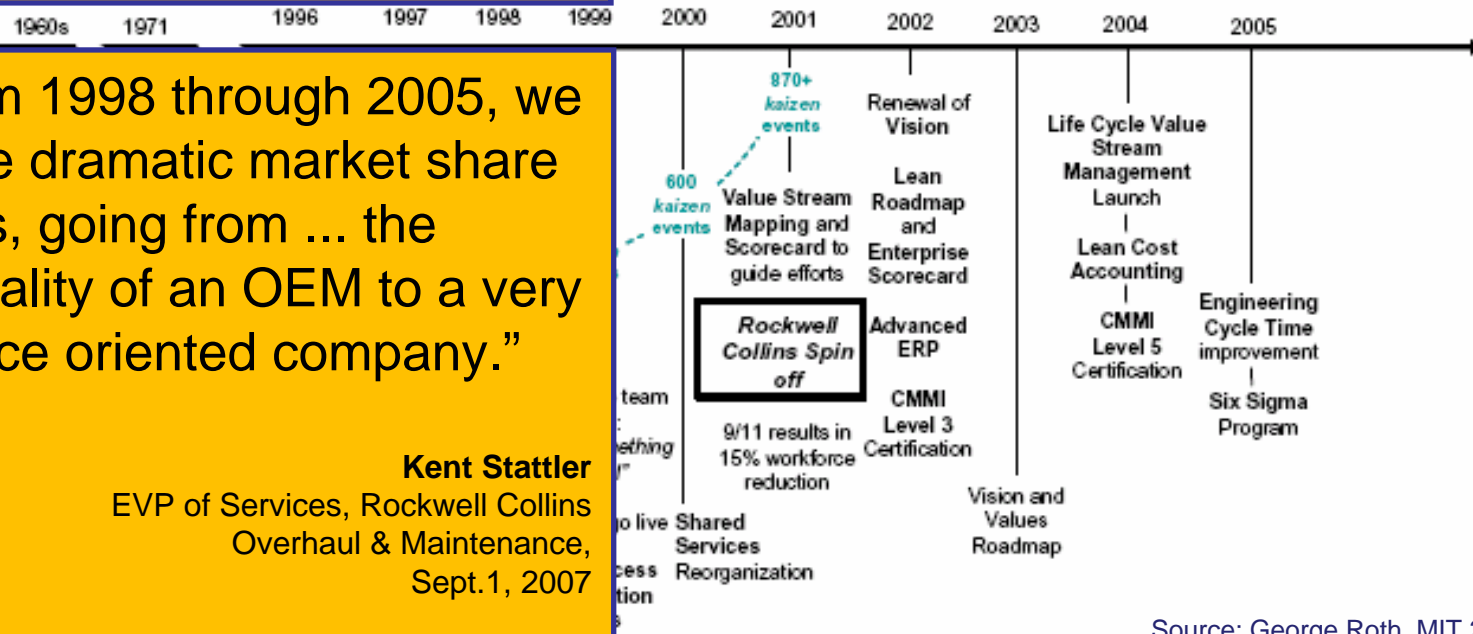 1960s 1971 1996 1997 1998 1999 2000 2001 2002 2003 2004 2005
1998 through 2005, we
dramatic market share
going from ... the
of an OEM to a very
oriented company.”
Kent Stattler
EVP of Services, Rockwell Collins
Overhaul & Maintenance,
Sept.1, 2007
team
go live
600
kaizen
events
Shared
Services
Reorganization
870+
kaizen
events
Value Stream
Mapping and
Scorecard to
guide efforts
Rockwell
Collins Spin
off
9/11 results in
15% workforce
reduction
Renewal of
Vision
Lean
Roadmap
and
Enterprise
Scorecard
Advanced
ERP
CMMI
Level 3
Certification
Vision and
Values
Roadmap
Life Cycle Value
Stream
Management
Launch
Lean Cost
Accounting
CMMI
Level 5
Certification
Engineering
Cycle Time
improvement
Six Sigma
Program
Source: George Roth, MIT